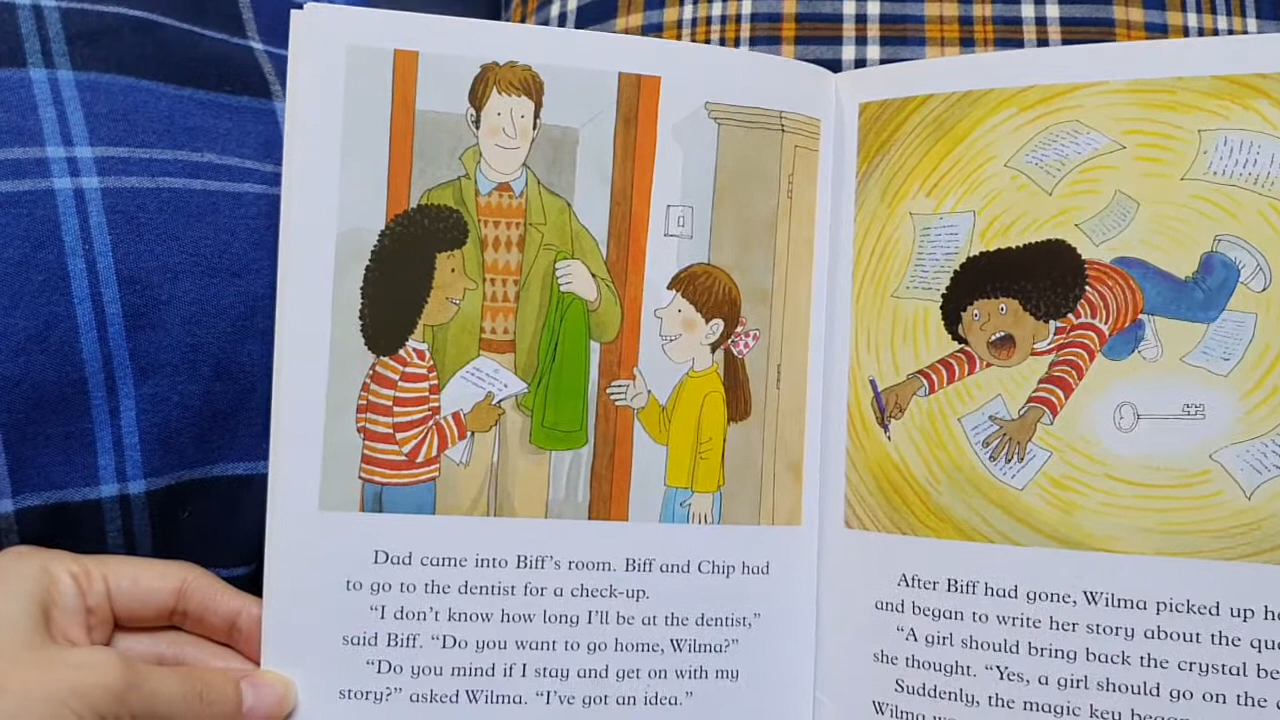 Dad came into Biff's room. Biff and Chip had
to go to the dentist for a check-up.
"I don't know how long I'll be at the dentist,"
said Biff. "Do you want to go home, Wilma?"
"Do you mind if I stay and get on with my
story?" asked Wilma. "I've got an idea."
After Biff had gone, Wilma picked up
and began to write her story about the
"A girl should bring back the crystal
she thought. "Yes, a girl should go on the
Suddenly, the magic key
Wilma